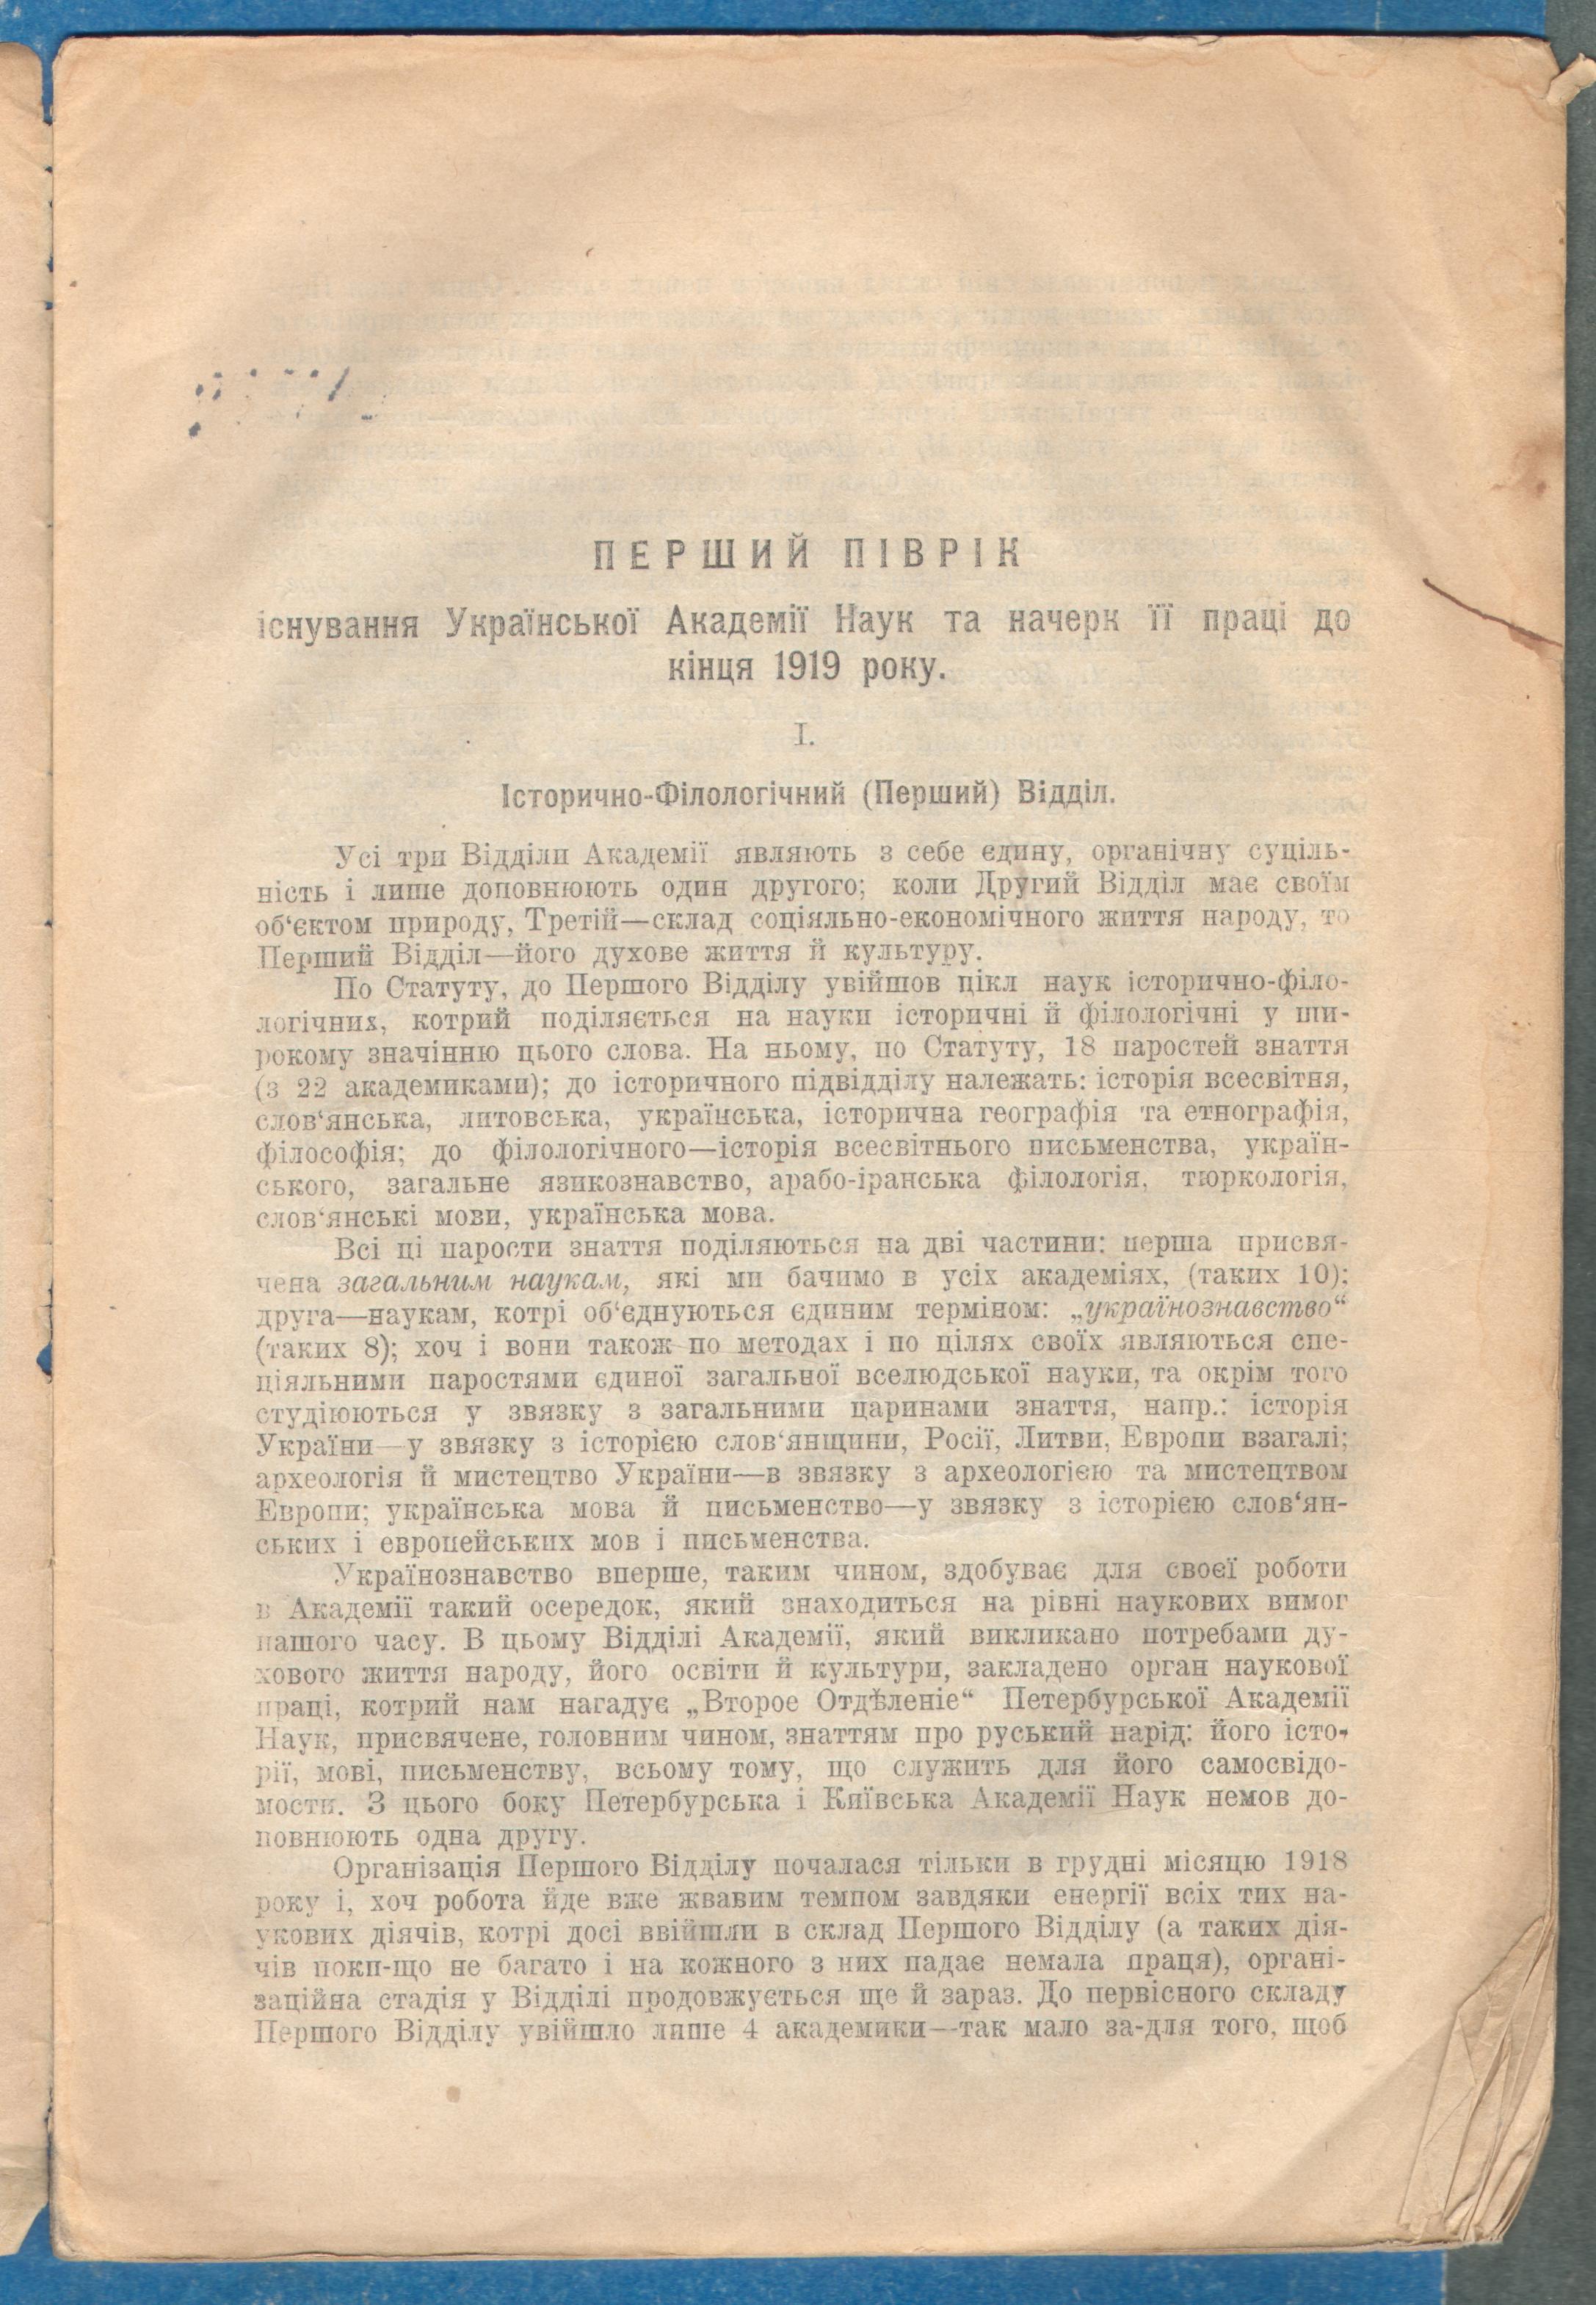 ПЕРШИЙ ПІВРІК
існування Української Академії Наук та начерк її праці до
кінця 1919 року.
І.
Історично-Філологічний (Перший) Відділ.
Усі три Відділи Академії являють з себе єдину, органічну суціль-
ність і лише доповнюють один другого; коли Другий Відділ має своїм
об‘єктом природу, Третій—склад соціяльно-економічного життя народу, то
Перший Відділ—його духове життя й культуру.
По Статуту, до Першого Відділу увійшов цікл наук історично-філо-
логічних, котрий поділяється на науки історичні й філологічні у ши-
рокому значінню цього слова. На ньому, по Статуту, 18 паростей знаття
(з 22 академиками); до історичного підвідділу належать: історія всесвітня,
слов‘янська, литовська, українська, історична географія та етнографія,
філософія; до філологічного—історія всесвітнього письменства, україн-
ського, загальне язикознавство, арабо-іранська філологія, тюркологія,
слов‘янські мови, українська мова.
Всі ці парости знаття поділяються на дві частини: перша присвя-
чена загальним наукам, які ми бачимо в усіх академіях, (таких 10);
друга—наукам, котрі об‘єднуються єдиним терміном: „українознавство“
(таких 8); хоч і вони також по методах і по цілях своїх являються спе-
ціяльними паростями єдиної загальної вселюдської науки, та окрім того
студіюються у звязку з загальними царинами знаття, напр.: історія
України—у звязку з історією слов‘янщини, Росії, Литви, Европи взагалі;
археологія й мистецтво України—в звязку з археологією та мистецтвом
Европи; українська мова й письменство—у звязку з історією слов‘ян-
ських і европейських мов і письменства.
Українознавство вперше, таким чином, здобуває для своєї роботи
в Академії такий осередок, який знаходиться на рівні наукових вимог
нашого часу. В цьому Відділі Академії, який викликано потребами ду-
хового життя народу, його освіти й культури, закладено орган наукової
праці, котрий нам нагадує „Второе Отдѣленіе“ Петербурської Академії
Наук, присвячене, головним чином, знаттям про руський нарід: його істо-
рії, мові, письменству, всьому тому, що служить для його самосвідо-
мости. З цього боку Петербурська і Київська Академії Наук немов до-
повнюють одна другу.
Організація Першого Відділу почалася тільки в грудні місяцю 1918
року і, хоч робота йде вже жвавим темпом завдяки енергії всіх тих на-
укових діячів, котрі досі ввійшли в склад Першого Відділу (а таких дія-
чів поки-що не багато і на кожного з них падає немала праця), органі-
заційна стадія у Відділі продовжується ще й зараз. До первісного складу
Першого Відділу увійшло лише 4 академики—так мало за-для того, щоб